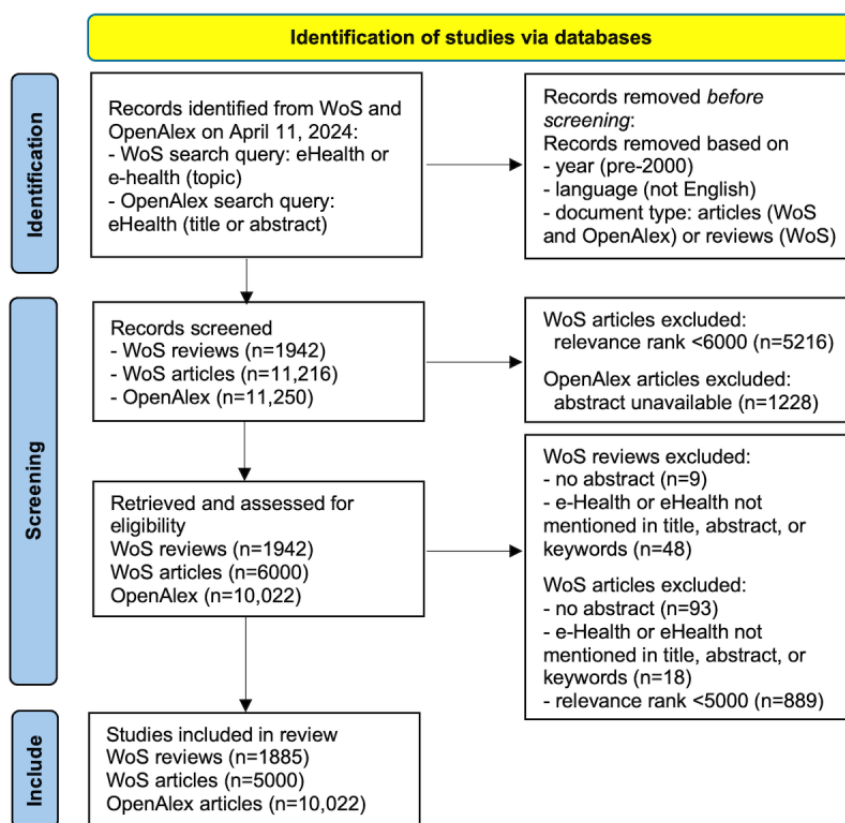 Identification of studies via databases
Identification
Records identified from WoS and
OpenAlex on April 11, 2024:
- WoS search query: eHealth or
e-health (topic)
- OpenAlex search query:
eHealth (title or abstract)
Records removed before
screening:
Records removed based on
- year (pre-2000)
- language (not English)
- document type: articles (WoS
and OpenAlex) or reviews (WoS)
Screening
Records screened
- WoS reviews (n=1942)
- WoS articles (n=11,216)
- OpenAlex (n=11,250)
WoS articles excluded:
relevance rank <6000 (n=5216)
OpenAlex articles excluded:
abstract unavailable (n=1228)
Retrieved and assessed for
eligibility
WoS reviews (n=1942)
WoS articles (n=6000)
OpenAlex (n=10,022)
WoS reviews excluded:
- no abstract (n=9)
- e-Health or eHealth not
mentioned in title, abstract, or
keywords (n=48)
WoS articles excluded:
- no abstract (n=93)
- e-Health or eHealth not
mentioned in title, abstract, or
keywords (n=18)
- relevance rank <5000 (n=889)
Include
Studies included in review
WoS reviews (n=1885)
WoS articles (n=5000)
OpenAlex articles (n=10,022)